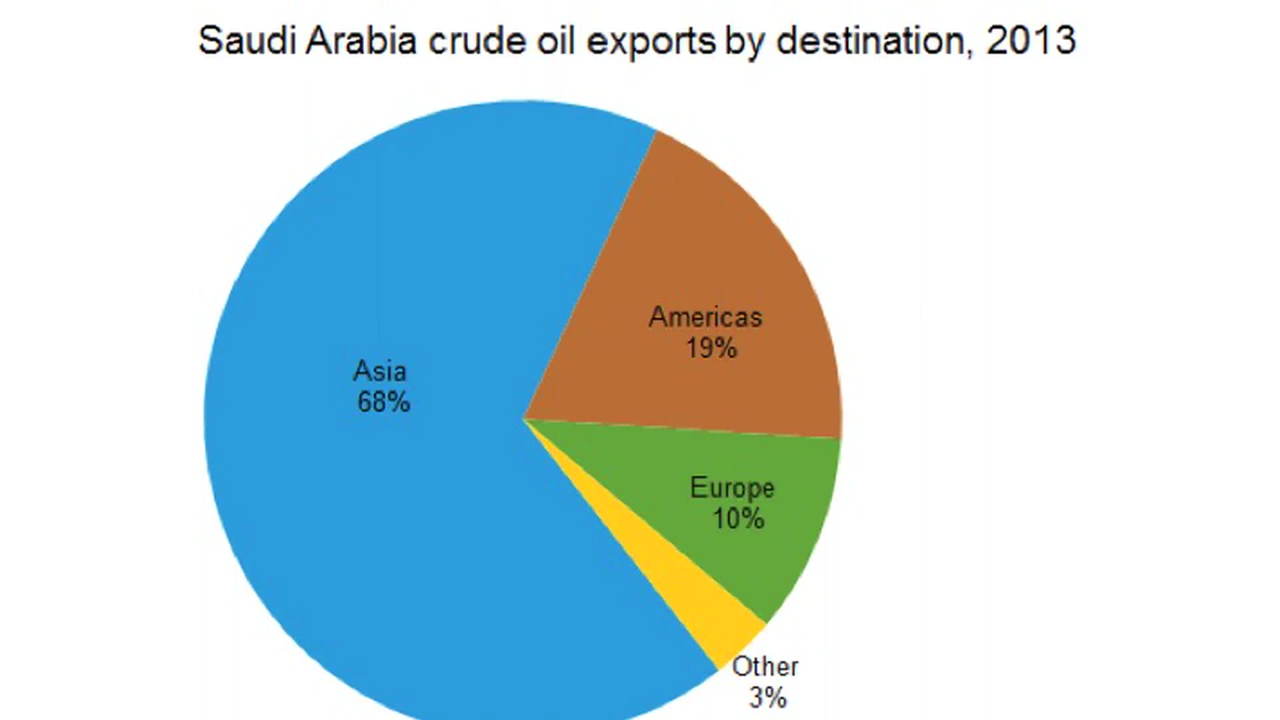 Saudi Arabia crude oil exports by destination, 2013
Americas
19%
Asia
68%
Europe
10%
Other
3%